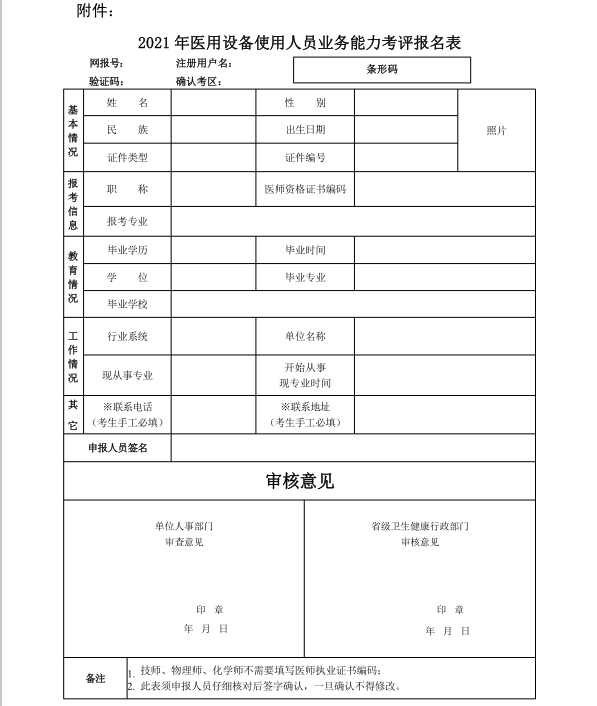 附件：
2021 年医用设备使用人员业务能力考评报名表
网报号： 注册用户名：
条形码
验证码： 确认考区：
基本情况
姓 名 性 别
民 族 出生日期
照片
证件类型 证件编号
报考信息
职 称 医师资格证书编码
报考专业
教育情况
毕业学历 毕业时间
学 位 毕业专业
毕业学校
工作情况
行业系统 单位名称
现从事专业 开始从事
现专业时间
其它
※联系电话 ※联系地址
（考生手工必填） （考生手工必填）
申报人员签名
审核意见
单位人事部门 省级卫生健康行政部门
审查意见 审核意见
印 章 印 章
年 月 日 年 月 日
备注
1. 技师、物理师、化学师不需要填写医师执业证书编码；
2. 此表须申报人员仔细核对后签字确认，一旦确认不得修改。